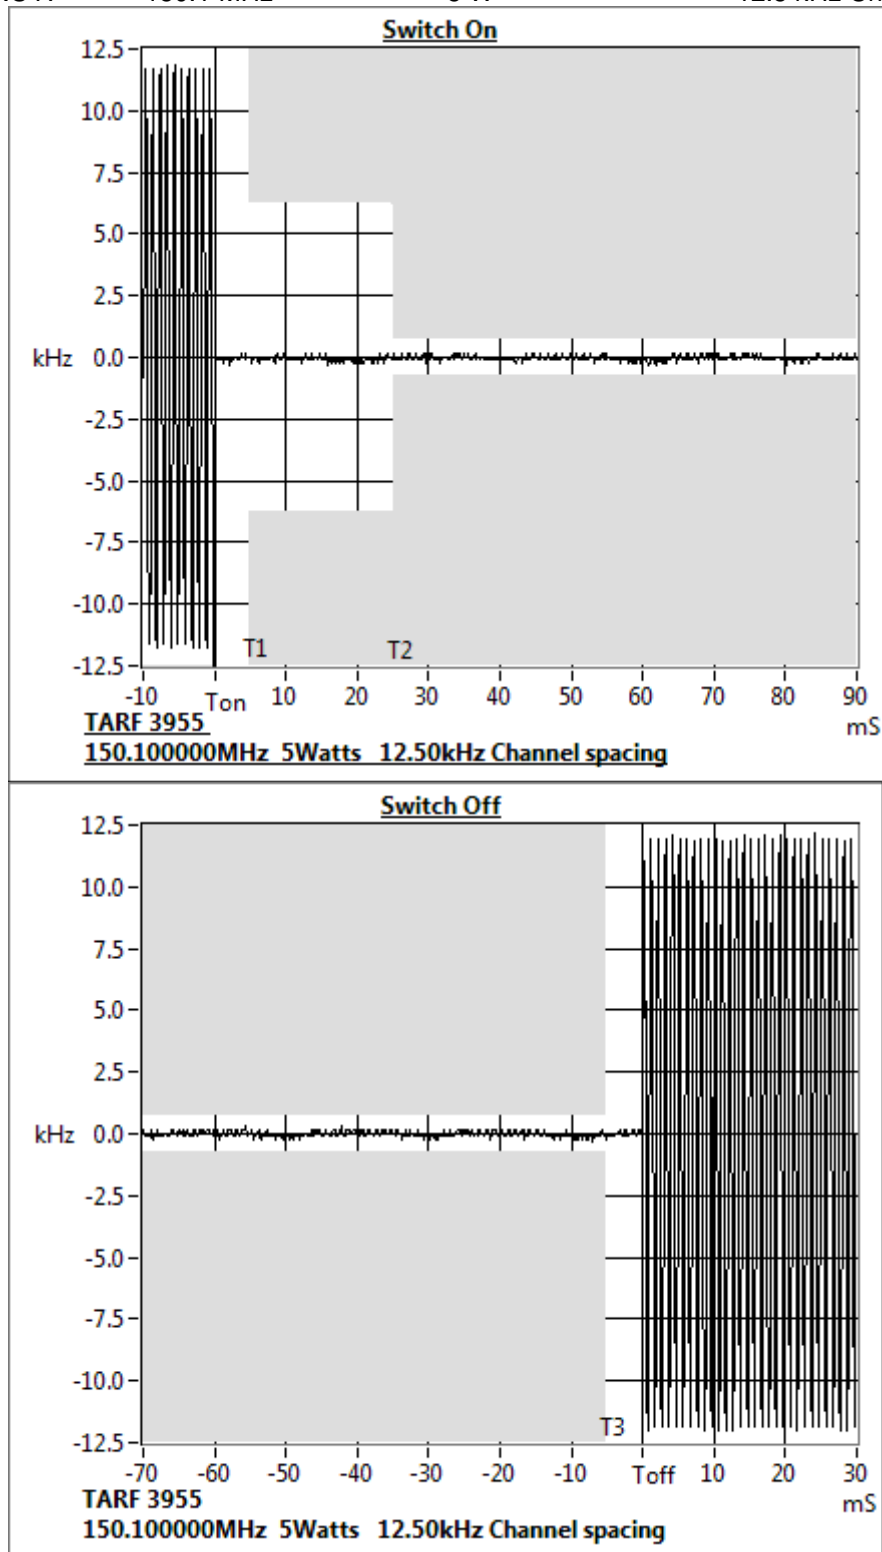 Switch On
12.5
10.0
7.5
5.0
2.5
kHz 0.0
-2.5
-5.0
-7.5
-10.0
-12.5
T1 T2
-10 Ton 10 20 30 40 50 60 70 80 90
mS
TARF 3955
150.100000MHz 5Watts 12.50kHz Channel spacing
Switch Off
12.5
10.0
7.5
5.0
2.5
kHz 0.0
-2.5
-5.0
-7.5
-10.0
-12.5
T3
-70 -60 -50 -40 -30 -20 -10 Toff 10 20 30
mS
TARF 3955
150.100000MHz 5Watts 12.50kHz Channel spacing